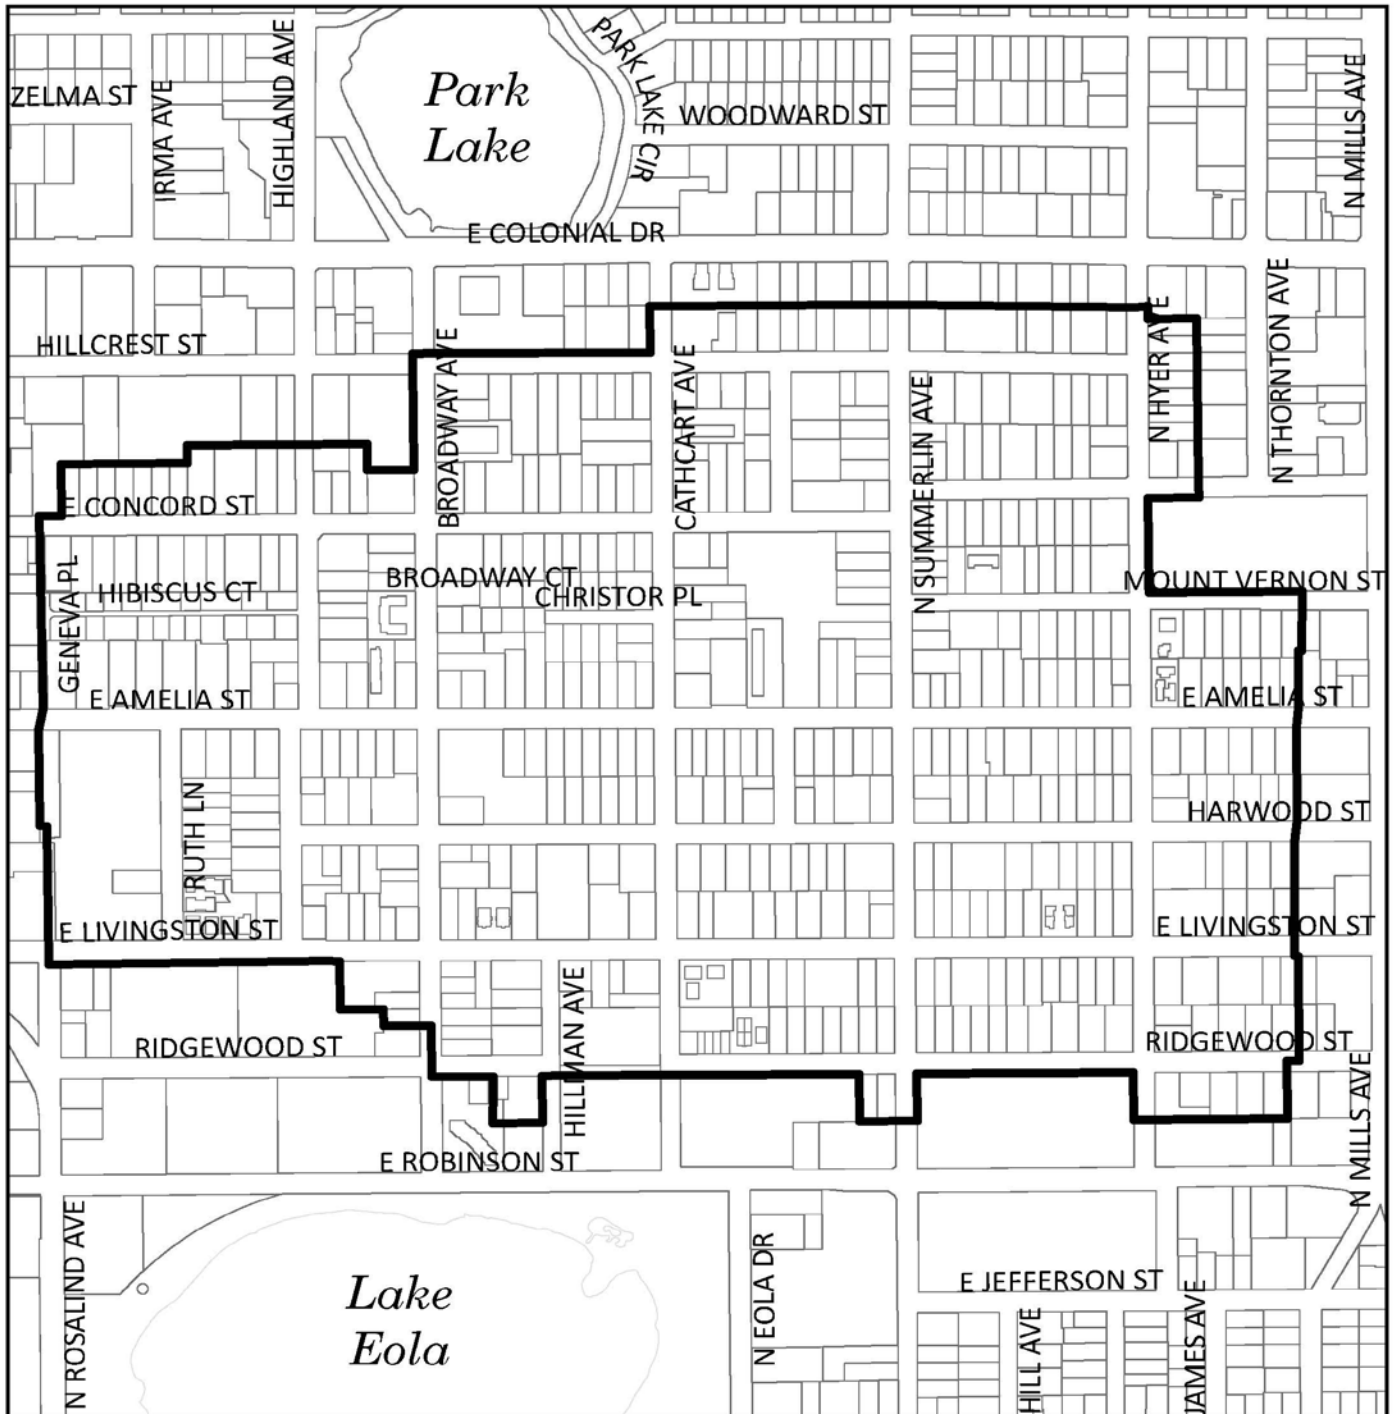 PARK LAKE CIR
HIGHLAND AVE
N MILLS AVE
Park
Lake
ZELMA ST
IRMA AVE
WOODWARD ST
E COLONIAL DR
HILLCREST ST
BROADWAY AVE
CATHCART AVE
N HYER AVE
N THORNTON AVE
N SUMMERLIN AVE
E CONCORD ST
GENEVA PL
HIBISCUS CT
BROADWAY CT
CHRISTOR PL
MOUNT VERNON ST
E AMELIA ST
E AMELIA ST
RUTH LN
HARWOOD ST
E LIVINGSTON ST
E LIVINGSTON ST
HILLMAN AVE
RIDGEWOOD ST
RIDGEWOOD ST
N MILLS AVE
E ROBINSON ST
N ROSALIND AVE
N EOLA DR
Lake
Eola
E JEFFERSON ST
HILL AVE
JAMES AVE